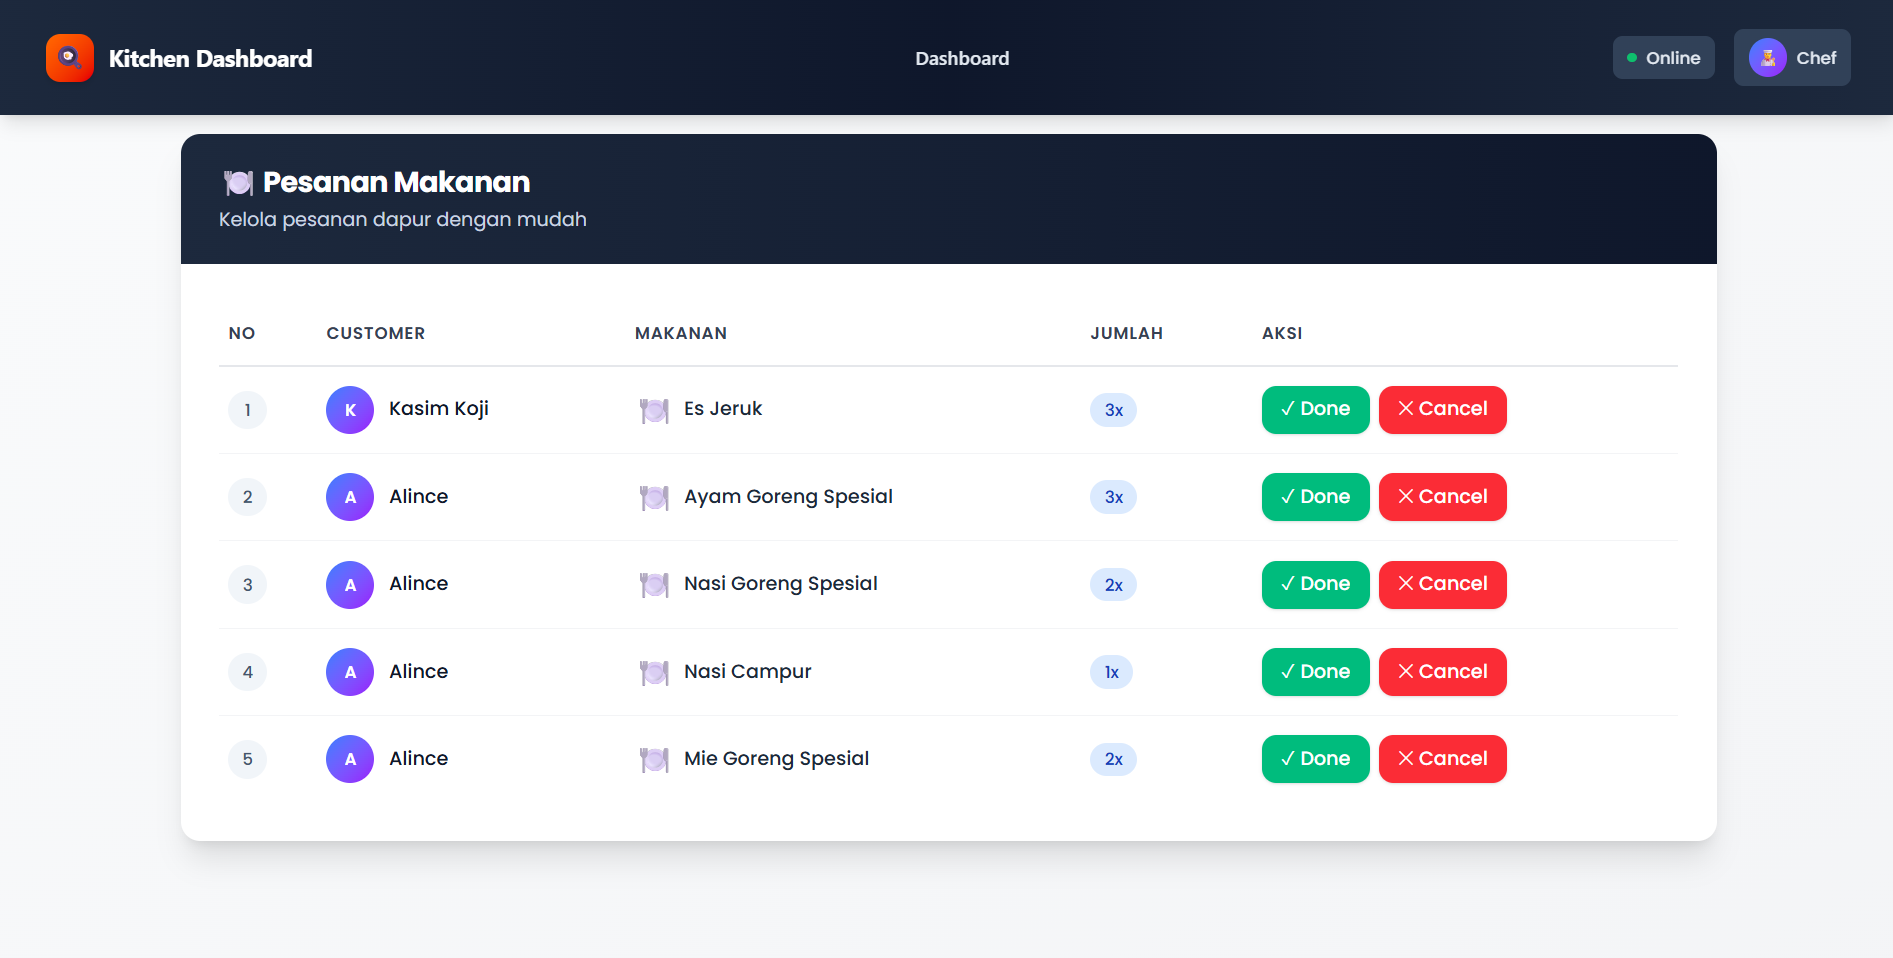 Kitchen Dashboard
Dashboard
Online
Chef
Pesanan Makanan
Kelola pesanan dapur dengan mudah
NO CUSTOMER MAKANAN JUMLAH AKSI
1 K Kasim Koji Es Jeruk 3x ✓ Done ✕ Cancel
2 A Alince Ayam Goreng Spesial 3x ✓ Done ✕ Cancel
3 A Alince Nasi Goreng Spesial 2x ✓ Done ✕ Cancel
4 A Alince Nasi Campur 1x ✓ Done ✕ Cancel
5 A Alince Mie Goreng Spesial 2x ✓ Done ✕ Cancel